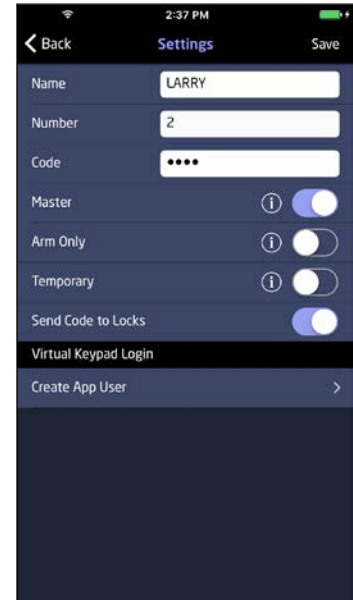 2:37 PM
Back Settings Save
Name LARRY
Number 2
Code ••••
Master
Arm Only
Temporary
Send Code to Locks
Virtual Keypad Login
Create App User